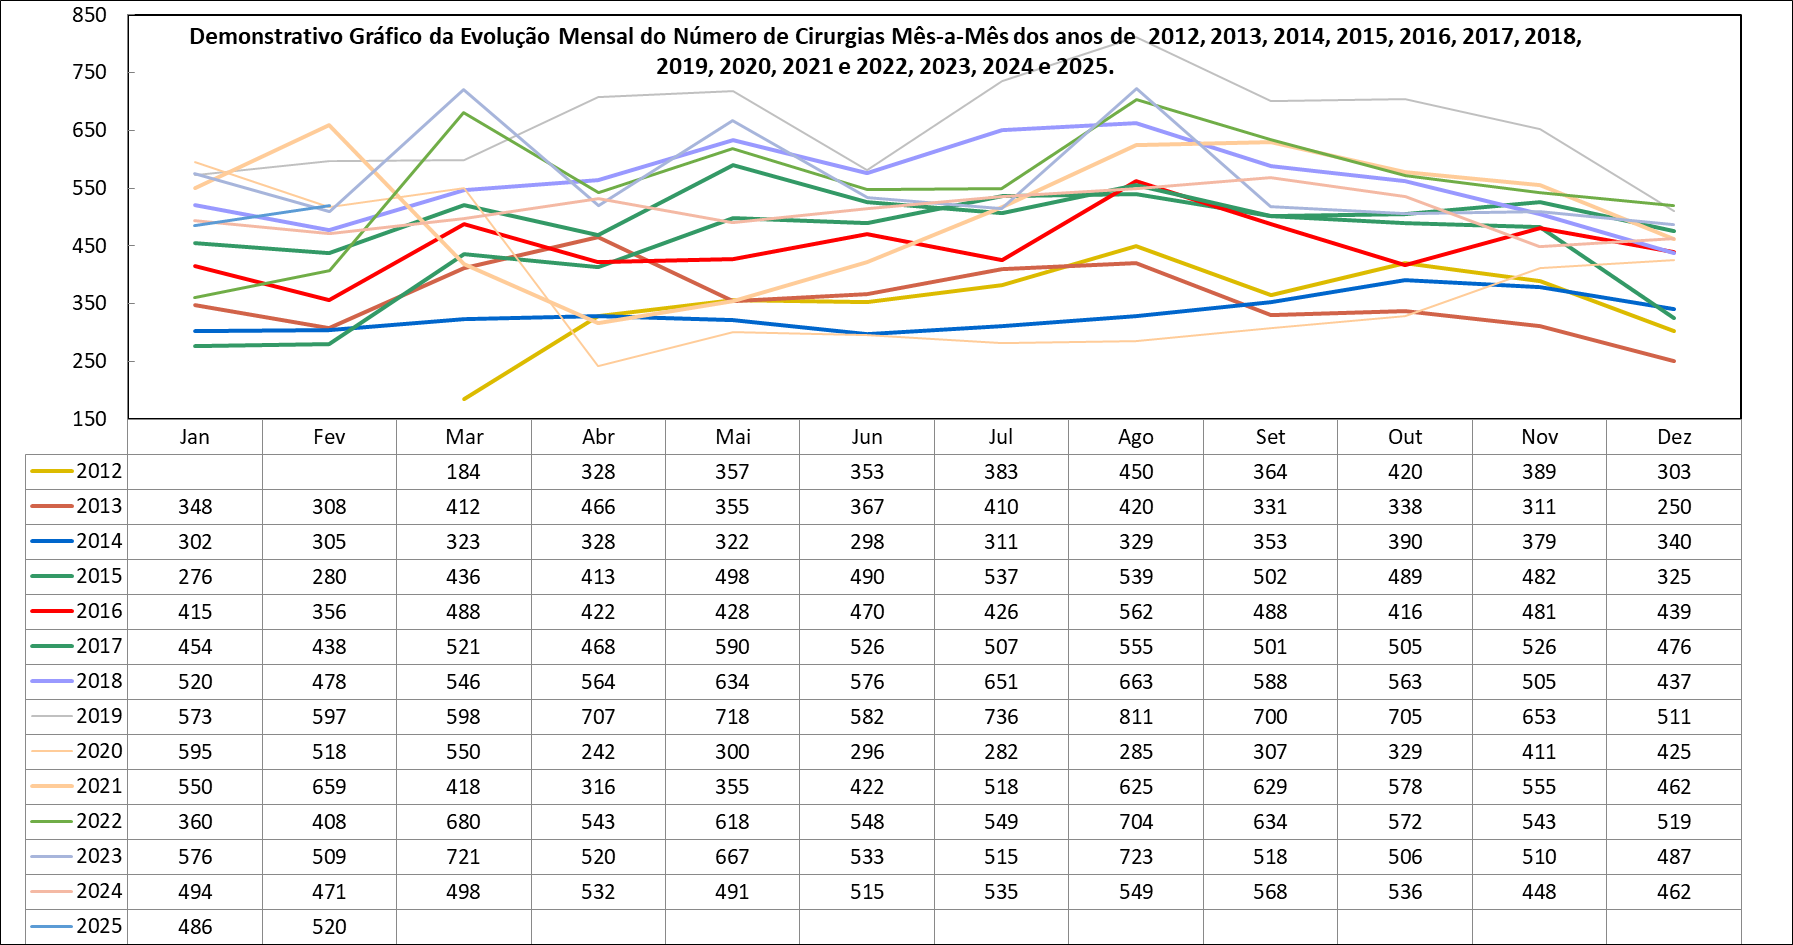 Demonstrativo Gráfico da Evolução Mensal do Número de Cirurgias Mês-a-Mês dos anos de 2012, 2013, 2014, 2015, 2016, 2017, 2018,
2019, 2020, 2021 e 2022, 2023, 2024 e 2025.
850
750
650
550
450
350
250
150
Jan Fev Mar Abr Mai Jun Jul Ago Set Out Nov Dez
2012 184 328 357 353 383 450 364 420 389 303
2013 348 308 412 466 355 367 410 420 331 338 311 250
2014 302 305 323 328 322 298 311 329 353 390 379 340
2015 276 280 436 413 498 490 537 539 502 489 482 325
2016 415 356 488 422 428 470 426 562 488 416 481 439
2017 454 438 521 468 590 526 507 555 501 505 526 476
2018 520 478 546 564 634 576 651 663 588 563 505 437
2019 573 597 598 707 718 582 736 811 700 705 653 511
2020 595 518 550 242 300 296 282 285 307 329 411 425
2021 550 659 418 316 355 422 518 625 629 578 555 462
2022 360 408 680 543 618 548 549 704 634 572 543 519
2023 576 509 721 520 667 533 515 723 518 506 510 487
2024 494 471 498 532 491 515 535 549 568 536 448 462
2025 486 520